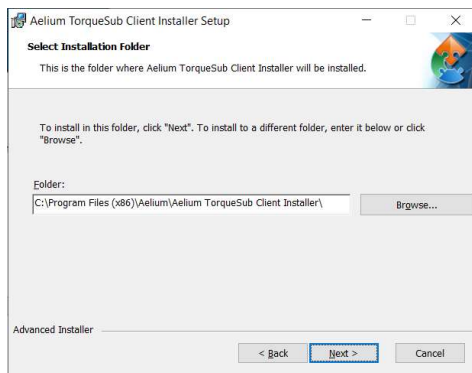 Aelium TorqueSub Client Installer Setup
Select Installation Folder
This is the folder where Aelium TorqueSub Client Installer will be installed.
To install in this folder, click "Next". To install to a different folder, enter it below or click
"Browse".
Folder:
C:\Program Files (x86)\Aelium\Aelium TorqueSub Client Installer\
Browse...
Advanced Installer
< Back
Next >
Cancel